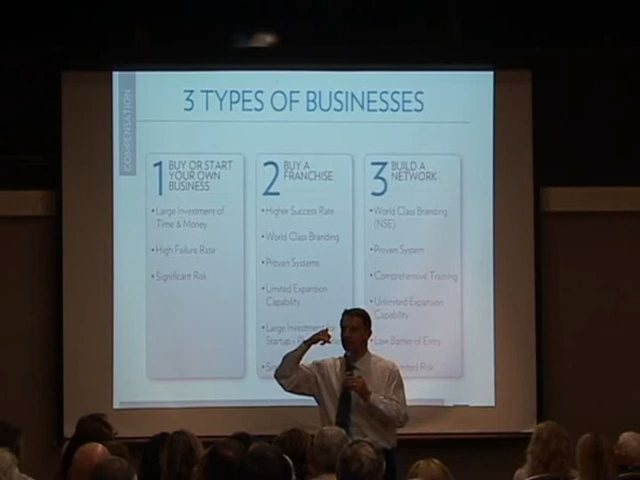 COMPENSATION
3 TYPES OF BUSINESSES
1 BUY OR START
YOUR OWN
BUSINESS
• Large Investment of
Time & Money
• High Failure Rate
• Significant Risk
2 BUY A
FRANCHISE
• Higher Success Rate
• World Class Branding
• Proven Systems
• Limited Expansion
Capability
• Large Investment
Startup
3 BUILD A
NETWORK
• World Class Branding
(NSE)
• Proven System
• Comprehensive Training
• Unlimited Expansion
Capability
• Low Barrier of Entry
Risk